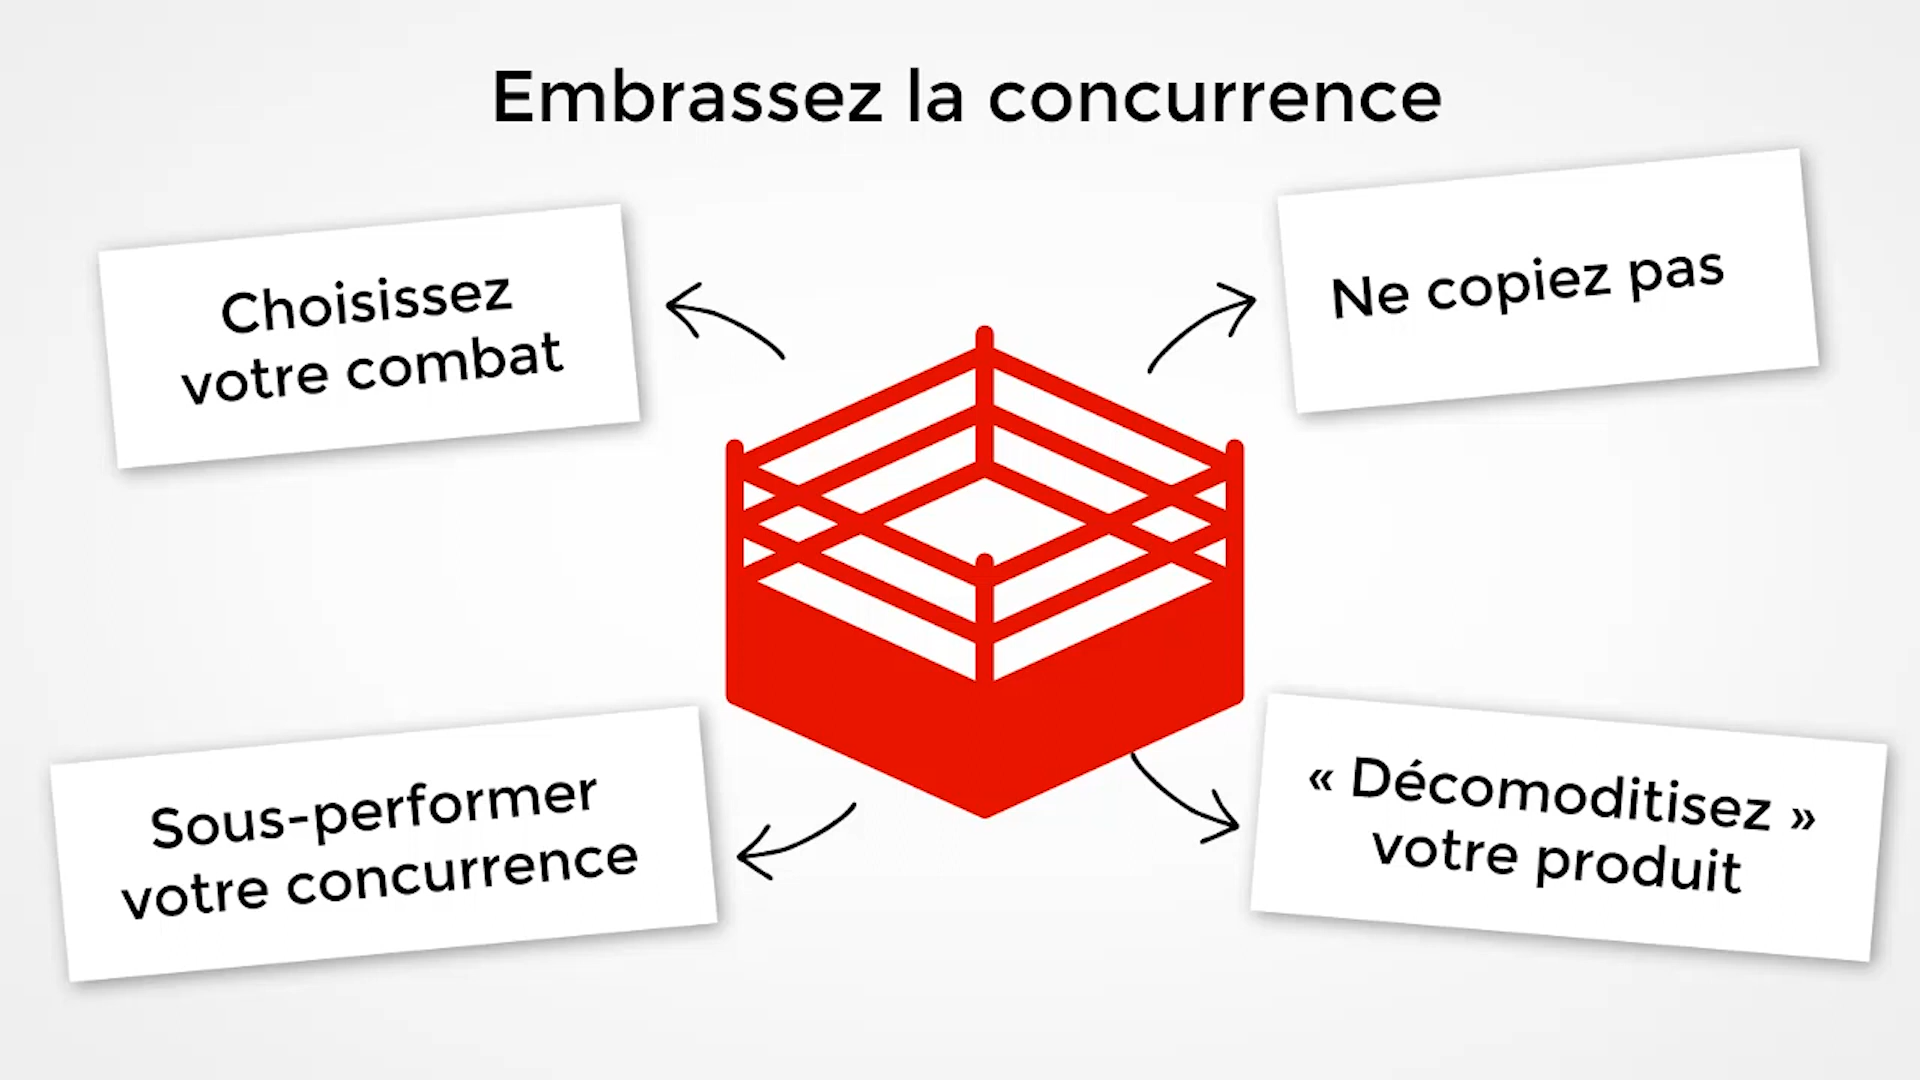 Embrassez la concurrence
Choisissez
votre combat
Ne copiez pas
Sous-performer
votre concurrence
« Décomoditisez »
votre produit